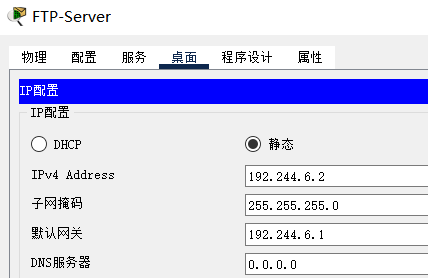 FTP-Server
物理 配置 服务 桌面 程序设计 属性
IP配置
IP配置
DHCP 静态
IPv4 Address 192.244.6.2
子网掩码 255.255.255.0
默认网关 192.244.6.1
DNS服务器 0.0.0.0